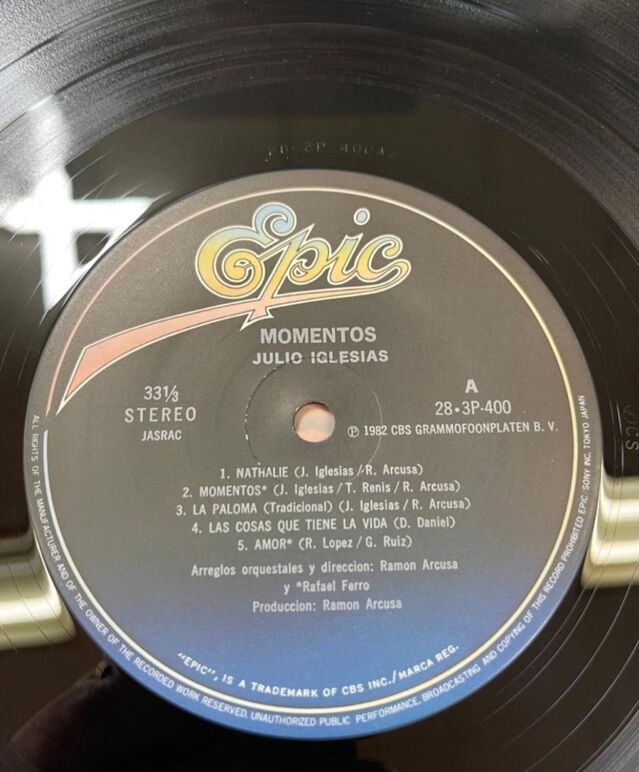 28-3P-400A
Epic
MOMENTOS
JULIO IGLESIAS
33⅓
STEREO
JASRAC
A
28•3P-400
℗ 1982 CBS GRAMMOFOONPLATEN B. V.
1. NATHALIE (J. Iglesias/R. Arcusa)
2. MOMENTOS* (J. Iglesias/T. Renis/R. Arcusa)
3. LA PALOMA (Tradicional) (J. Iglesias/R. Arcusa)
4. LAS COSAS QUE TIENE LA VIDA (D. Daniel)
5. AMOR* (R. Lopez/G. Ruiz)
Arreglos orquestales y direccion: Ramon Arcusa
y *Rafael Ferro
Produccion: Ramon Arcusa
"EPIC", IS A TRADEMARK OF CBS INC./MARCA REG.
ALL RIGHTS OF THE MANUFACTURER AND OF THE OWNER OF THE RECORDED WORK RESERVED. UNAUTHORIZED PUBLIC PERFORMANCE, BROADCASTING AND COPYING OF THIS RECORD PROHIBITED EPIC SONY INC. TOKYO JAPAN